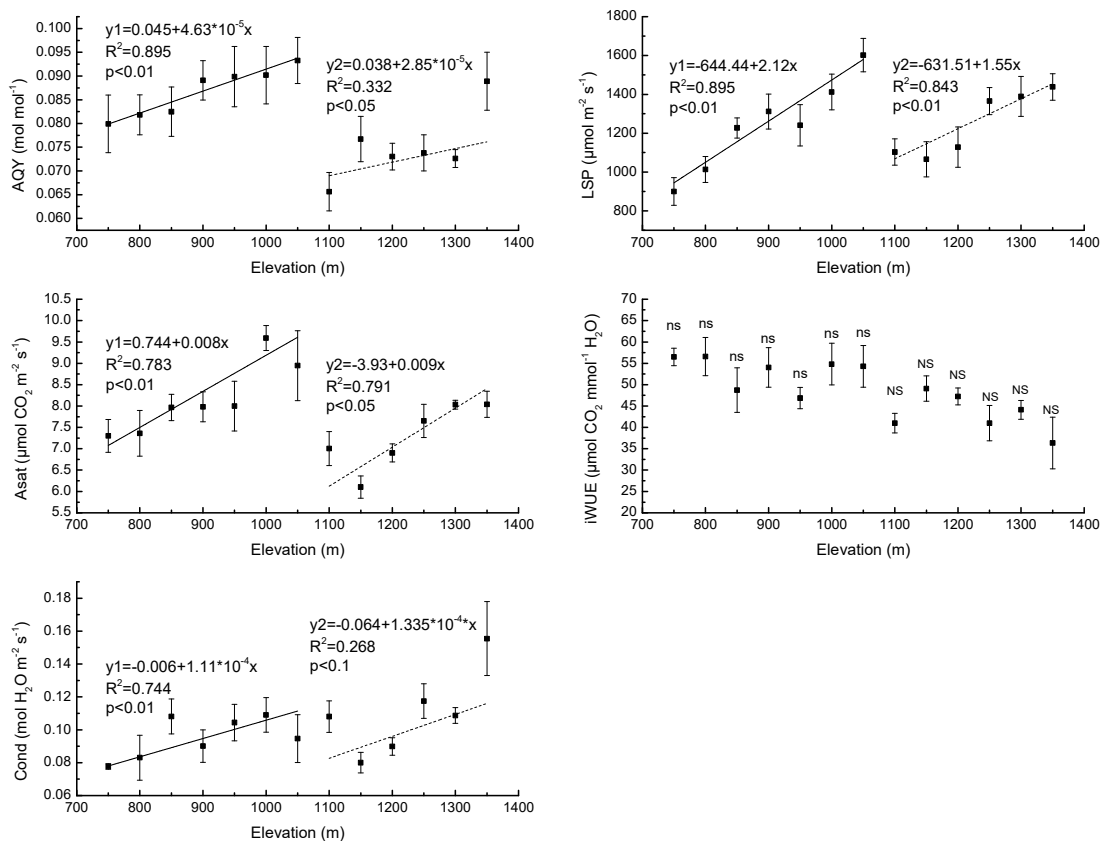 y1=0.045+4.63*10⁻⁵x
R²=0.895
p<0.01
y2=0.038+2.85*10⁻⁵x
R²=0.332
p<0.05
AQY (mol mol⁻¹)
0.100
0.095
0.090
0.085
0.080
0.075
0.070
0.065
0.060
700 800 900 1000 1100 1200 1300 1400
Elevation (m)
y1=-644.44+2.12x
R²=0.895
p<0.01
y2=-631.51+1.55x
R²=0.843
p<0.01
LSP (μmol m⁻² s⁻¹)
1800
1600
1400
1200
1000
800
700 800 900 1000 1100 1200 1300 1400
Elevation (m)
y1=0.744+0.008x
R²=0.783
p<0.01
y2=-3.93+0.009x
R²=0.791
p<0.05
Asat (μmol CO₂ m⁻² s⁻¹)
10.5
10.0
9.5
9.0
8.5
8.0
7.5
7.0
6.5
6.0
5.5
700 800 900 1000 1100 1200 1300 1400
Elevation (m)
iWUE (μmol CO₂ mmol⁻¹ H₂O)
70
65
60
55
50
45
40
35
30
25
20
ns ns ns ns ns ns ns NS NS NS NS NS NS
700 800 900 1000 1100 1200 1300 1400
Elevation (m)
y1=-0.006+1.11*10⁻⁴x
R²=0.744
p<0.01
y2=-0.064+1.335*10⁻⁴*x
R²=0.268
p<0.1
Cond (mol H₂O m⁻² s⁻¹)
0.18
0.16
0.14
0.12
0.10
0.08
0.06
700 800 900 1000 1100 1200 1300 1400
Elevation (m)